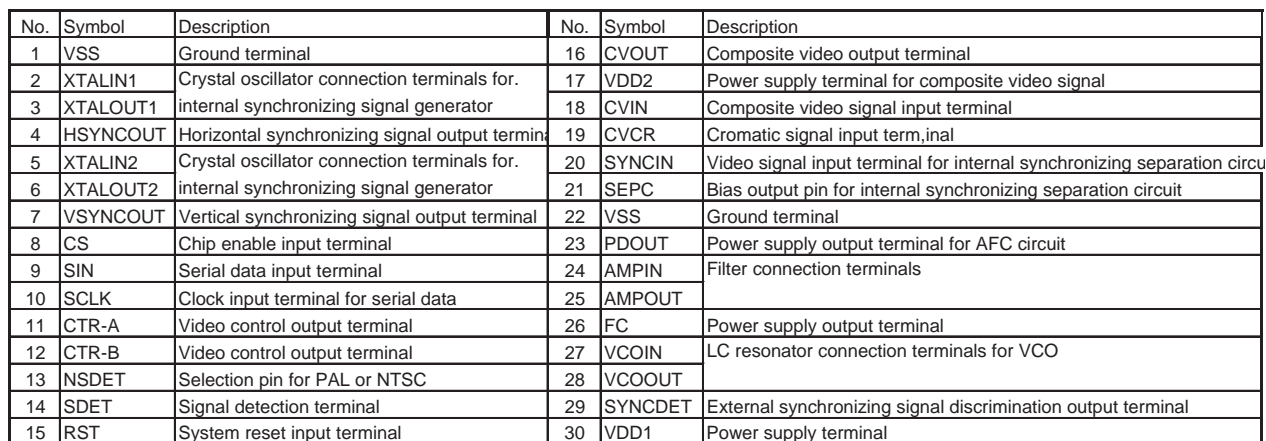 No. Symbol Description No. Symbol Description
1 VSS Ground terminal 16 CVOUT Composite video output terminal
2 XTALIN1 Crystal oscillator connection terminals for. 17 VDD2 Power supply terminal for composite video signal
3 XTALOUT1 internal synchronizing signal generator 18 CVIN Composite video signal input terminal
4 HSYNCOUT Horizontal synchronizing signal output termina 19 CVCR Cromatic signal input term,inal
5 XTALIN2 Crystal oscillator connection terminals for. 20 SYNCIN Video signal input terminal for internal synchronizing separation circu
6 XTALOUT2 internal synchronizing signal generator 21 SEPC Bias output pin for internal synchronizing separation circuit
7 VSYNCOUT Vertical synchronizing signal output terminal 22 VSS Ground terminal
8 CS Chip enable input terminal 23 PDOUT Power supply output terminal for AFC circuit
9 SIN Serial data input terminal 24 AMPIN Filter connection terminals
10 SCLK Clock input terminal for serial data 25 AMPOUT
11 CTR-A Video control output terminal 26 FC Power supply output terminal
12 CTR-B Video control output terminal 27 VCOIN LC resonator connection terminals for VCO
13 NSDET Selection pin for PAL or NTSC 28 VCOOUT
14 SDET Signal detection terminal 29 SYNCDET External synchronizing signal discrimination output terminal
15 RST System reset input terminal 30 VDD1 Power supply terminal